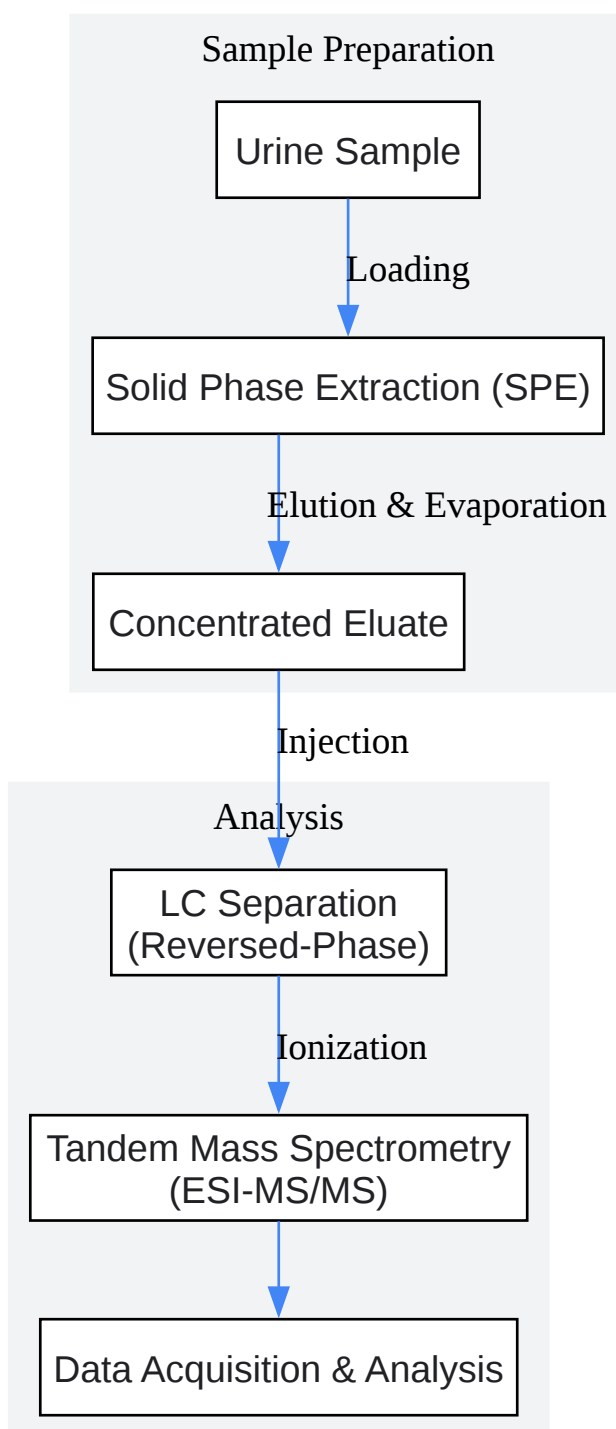 Sample Preparation
Urine Sample
Loading
Solid Phase Extraction (SPE)
Elution & Evaporation
Concentrated Eluate
Injection
Analysis
LC Separation
(Reversed-Phase)
Ionization
Tandem Mass Spectrometry
(ESI-MS/MS)
Data Acquisition & Analysis